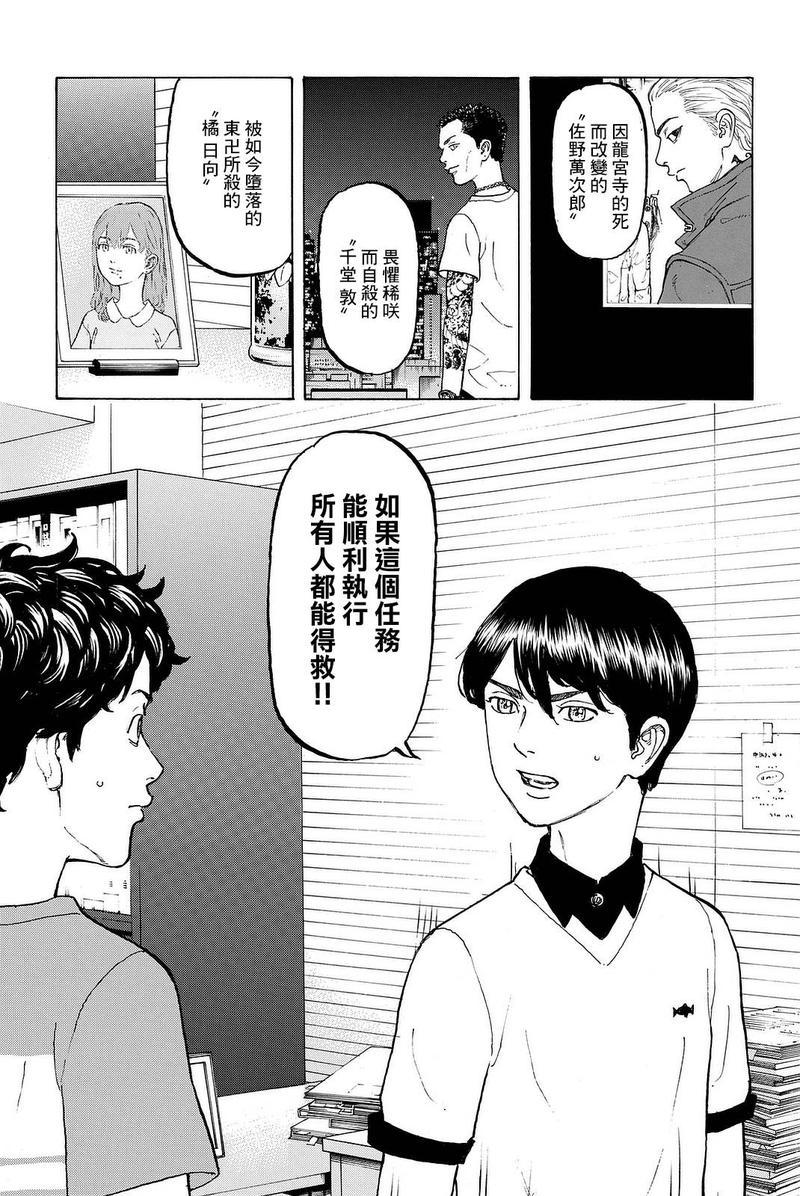 因龍宮寺的死
而改變的
“佐野萬次郎”
畏懼稀咲
而自殺的
“千堂 敦”
被如今墮落的
東卍所殺的
“橘 日向”
如果這個任務
能順利執行
所有人都能得救!!